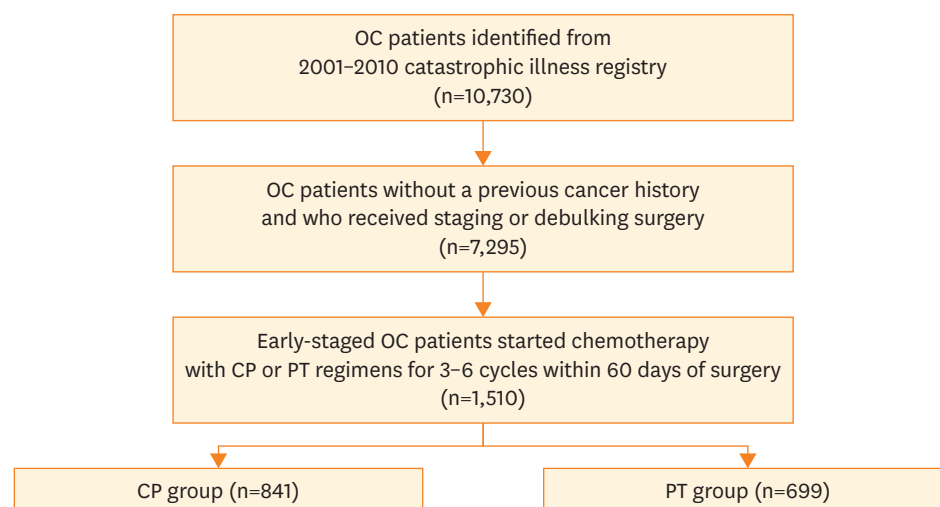 OC patients identified from
2001–2010 catastrophic illness registry
(n=10,730)
OC patients without a previous cancer history
and who received staging or debulking surgery
(n=7,295)
Early-staged OC patients started chemotherapy
with CP or PT regimens for 3–6 cycles within 60 days of surgery
(n=1,510)
CP group (n=841)
PT group (n=699)